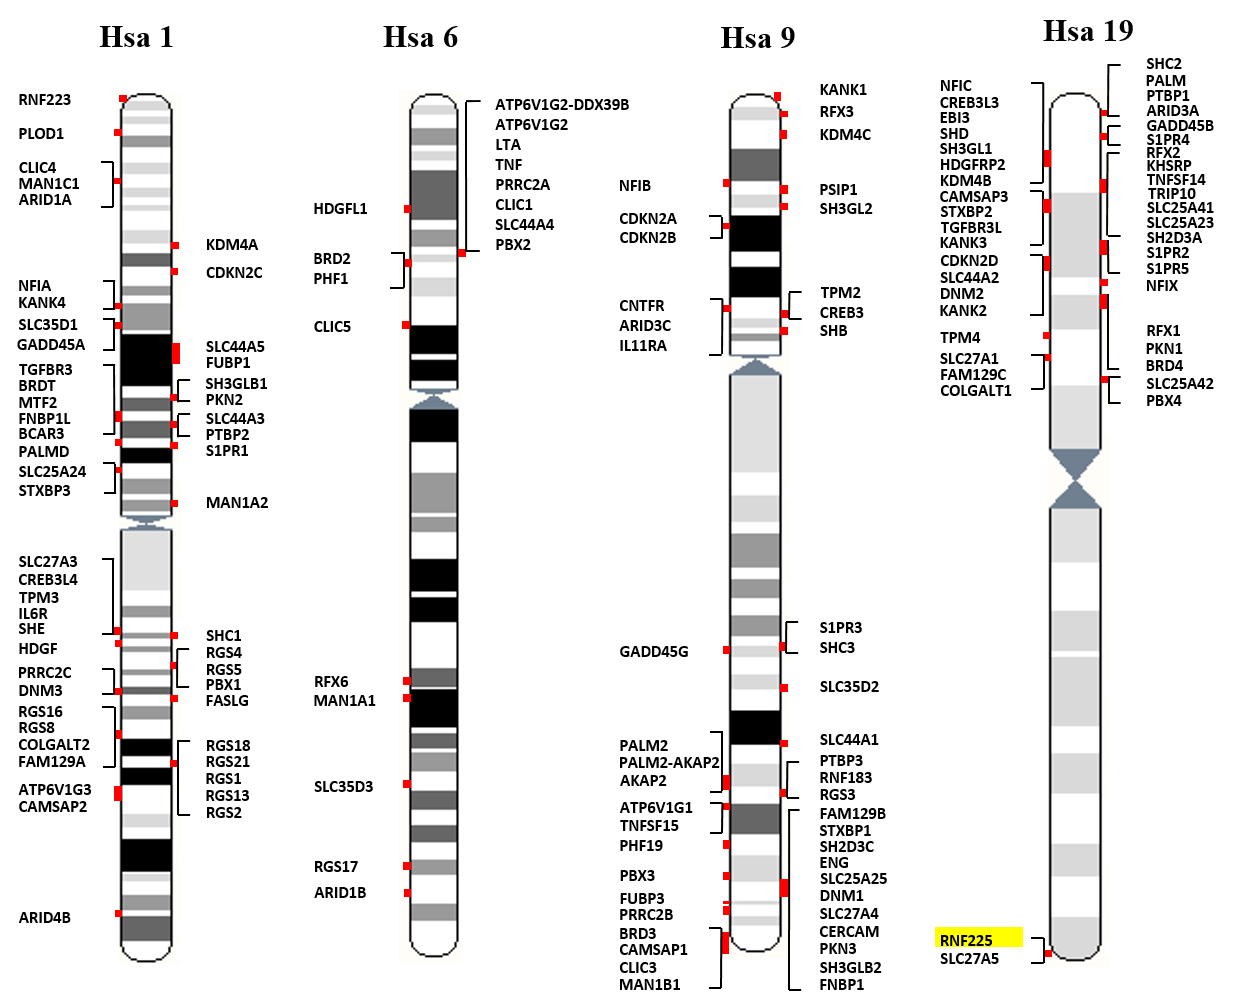 Hsa 1
RNF223
PLOD1
CLIC4
MAN1C1
ARID1A
NFIA
KANK4
SLC35D1
GADD45A
TGFBR3
BRDT
MTF2
FNBP1L
BCAR3
PALMD
SLC25A24
STXBP3
SLC27A3
CREB3L4
TPM3
IL6R
SHE
HDGF
PRRC2C
DNM3
RGS16
RGS8
COLGALT2
FAM129A
ATP6V1G3
CAMSAP2
ARID4B
KDM4A
CDKN2C
SLC44A5
FUBP1
SH3GLB1
PKN2
SLC44A3
PTBP2
S1PR1
MAN1A2
SHC1
RGS4
RGS5
PBX1
FASLG
RGS18
RGS21
RGS1
RGS13
RGS2
Hsa 6
HDGFL1
BRD2
PHF1
CLIC5
RFX6
MAN1A1
SLC35D3
RGS17
ARID1B
ATP6V1G2-DDX39B
ATP6V1G2
LTA
TNF
PRRC2A
CLIC1
SLC44A4
PBX2
Hsa 9
NFIB
CDKN2A
CDKN2B
CNTFR
ARID3C
IL11RA
GADD45G
PALM2
PALM2-AKAP2
AKAP2
ATP6V1G1
TNFSF15
PHF19
PBX3
FUBP3
PRRC2B
BRD3
CAMSAP1
CLIC3
MAN1B1
KANK1
RFX3
KDM4C
PSIP1
SH3GL2
TPM2
CREB3
SHB
S1PR3
SHC3
SLC35D2
SLC44A1
PTBP3
RNF183
RGS3
FAM129B
STXBP1
SH2D3C
ENG
SLC25A25
DNM1
SLC27A4
CERCAM
PKN3
SH3GLB2
FNBP1
Hsa 19
NFIC
CREB3L3
EBI3
SHD
SH3GL1
HDGFRP2
KDM4B
CAMSAP3
STXBP2
TGFBR3L
KANK3
CDKN2D
SLC44A2
DNM2
KANK2
TPM4
SLC27A1
FAM129C
COLGALT1
RNF225
SLC27A5
SHC2
PALM
PTBP1
ARID3A
GADD45B
S1PR4
RFX2
KHSRP
TNFSF14
TRIP10
SLC25A41
SLC25A23
SH2D3A
S1PR2
S1PR5
NFIX
RFX1
PKN1
BRD4
SLC25A42
PBX4